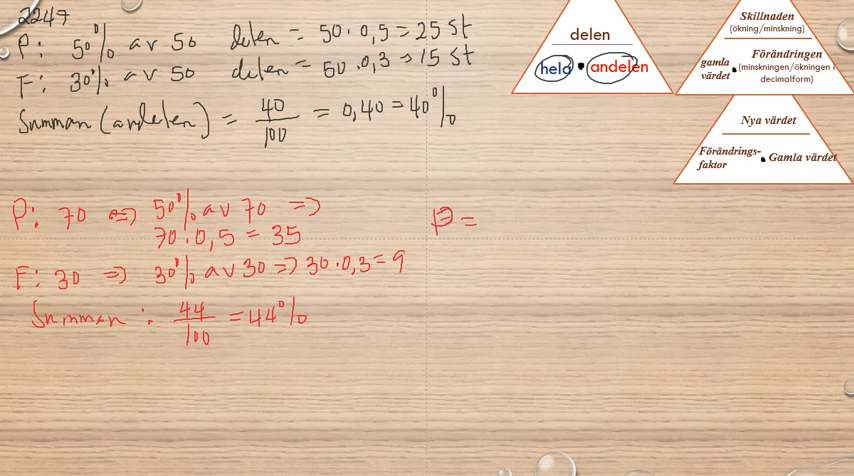 2247
P: 50% av 50 delen = 50·0,5 = 25 st
F: 30% av 50 delen = 50·0,3 => 15 st
Summan (andelen) = 40/100 = 0,40 = 40%
P: 70 => 50% av 70 =>
70·0,5 = 35
F: 30 => 30% av 30 => 30·0,3 = 9
Summan : 44/100 = 44%
=
delen
hela • andelen
Skillnaden
(ökning/minskning)
gamla värdet • Förändringen
(minskningen/ökningen i
decimalform)
Nya värdet
Förändrings-
faktor • Gamla värdet